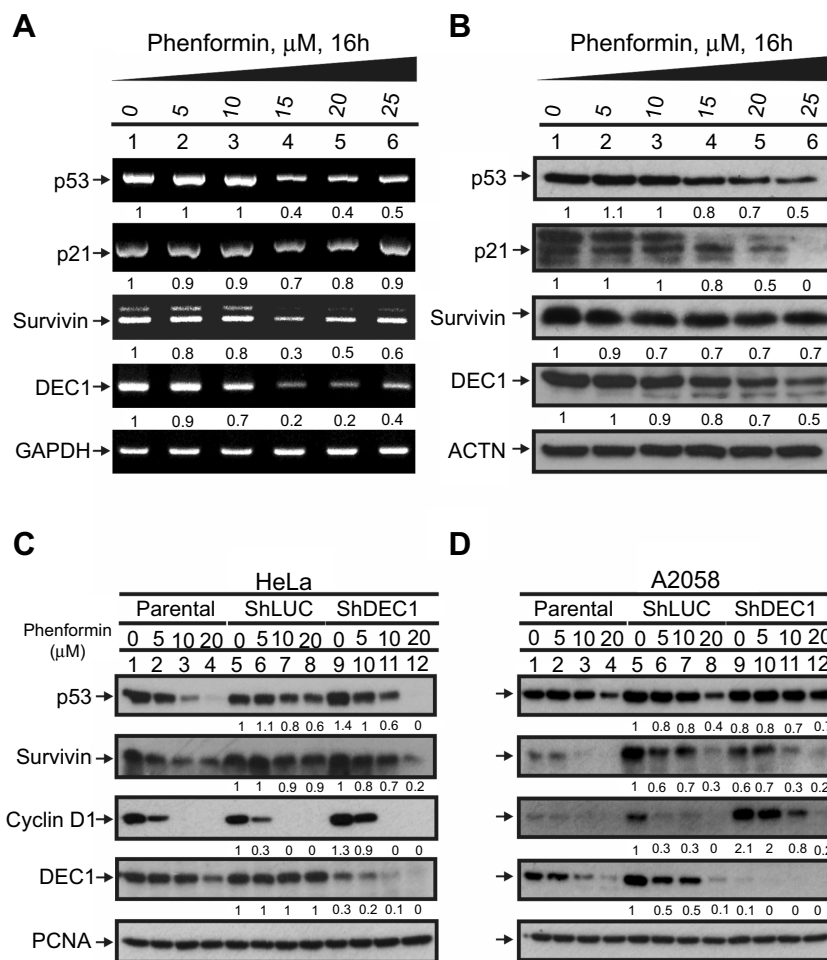 A
Phenformin, μM, 16h
0 5 10 15 20 25
1 2 3 4 5 6
p53
1 1 1 0.4 0.4 0.5
p21
1 0.9 0.9 0.7 0.8 0.9
Survivin
1 0.8 0.8 0.3 0.5 0.6
DEC1
1 0.9 0.7 0.2 0.2 0.4
GAPDH
B
Phenformin, μM, 16h
0 5 10 15 20 25
1 2 3 4 5 6
p53
1 1.1 1 0.8 0.7 0.5
p21
1 1 1 0.8 0.5 0
Survivin
1 0.9 0.7 0.7 0.7 0.7
DEC1
1 1 0.9 0.8 0.7 0.5
ACTN
C
HeLa
Parental ShLUC ShDEC1
Phenformin
(μM)
0 5 10 20 0 5 10 20 0 5 10 20
1 2 3 4 5 6 7 8 9 10 11 12
p53
1 1.1 0.8 0.6 1.4 1 0.6 0
Survivin
1 1 0.9 0.9 1 0.8 0.7 0.2
Cyclin D1
1 0.3 0 0 1.3 0.9 0 0
DEC1
1 1 1 1 0.3 0.2 0.1 0
PCNA
D
A2058
Parental ShLUC ShDEC1
0 5 10 20 0 5 10 20 0 5 10 20
1 2 3 4 5 6 7 8 9 10 11 12
1 0.8 0.8 0.4 0.8 0.8 0.7 0.7
1 0.6 0.7 0.3 0.6 0.7 0.3 0.2
1 0.3 0.3 0 2.1 2 0.8 0.2
1 0.5 0.5 0.1 0.1 0 0 0